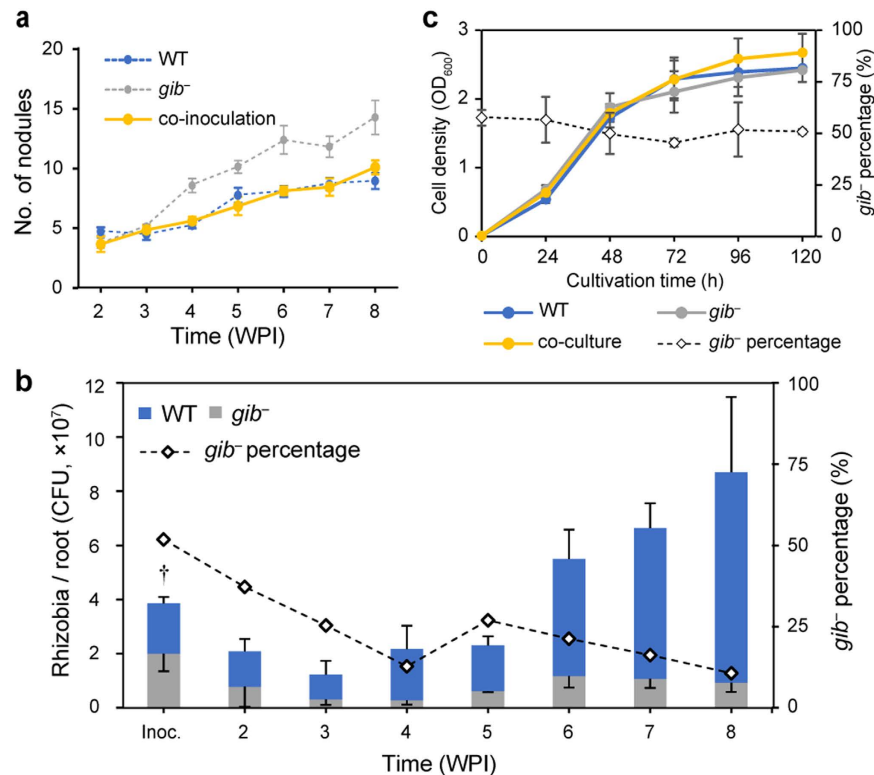 a
20
15
10
5
0
No. of nodules
WT
gib⁻
co-inoculation
2 3 4 5 6 7 8
Time (WPI)
c
3
2
1
0
Cell density (OD₆₀₀)
100
75
50
25
0
gib⁻ percentage (%)
0 24 48 72 96 120
Cultivation time (h)
WT gib⁻
co-culture gib⁻ percentage
b
12
10
8
6
4
2
0
Rhizobia / root (CFU, ×10⁷)
WT gib⁻
gib⁻ percentage
†
100
75
50
25
0
gib⁻ percentage (%)
Inoc. 2 3 4 5 6 7 8
Time (WPI)